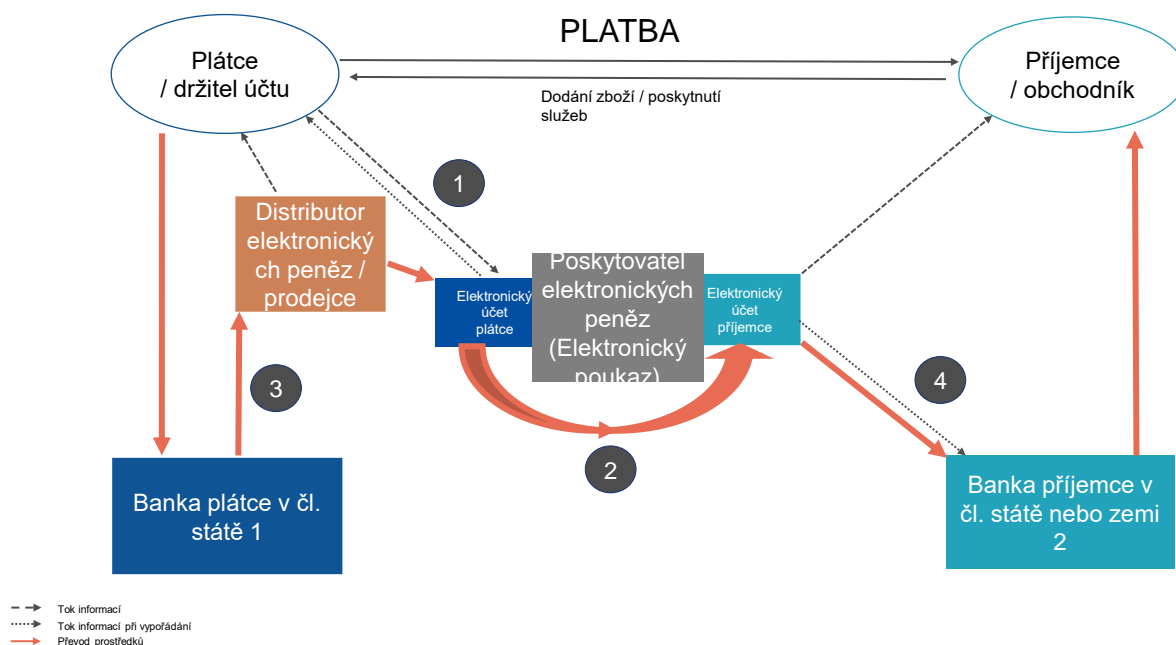 PLATBA
Plátce
/ držitel účtu
Příjemce
/ obchodník
Dodání zboží / poskytnutí
služeb
1
Distributor
elektronický
ch peněz /
prodejce
Elektronický
účet
plátce
Poskytovatel
elektronických
peněz
(Elektronický
poukaz)
Elektronický
účet
příjemce
3
4
2
Banka plátce v čl.
státě 1
Banka příjemce v
čl. státě nebo zemi
2
Tok informací
Tok informací při vypořádání
Převod prostředků